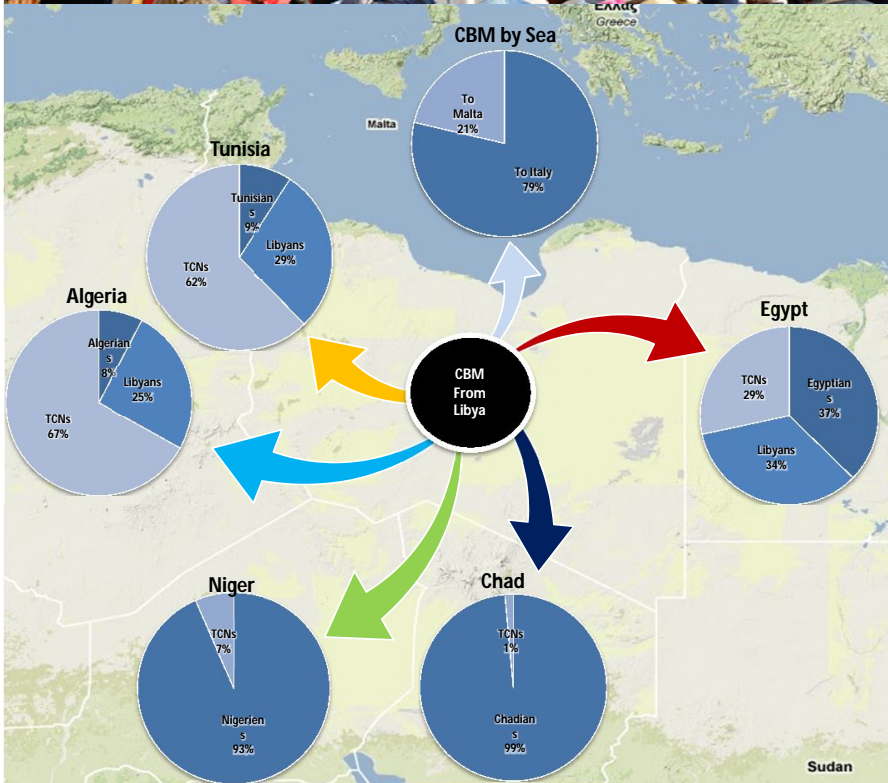 Ελλάς
Greece
CBM by Sea
To
Malta
21%
To Italy
79%
Malta
Tunisia
Tunisian
s
9%
Libyans
29%
TCNs
62%
Algeria
Algerian
s
8%
Libyans
25%
TCNs
67%
CBM
From
Libya
Egypt
TCNs
29%
Egyptian
s
37%
Libyans
34%
Niger
TCNs
7%
Nigerien
s
93%
Chad
TCNs
1%
Chadian
s
99%
Sudan